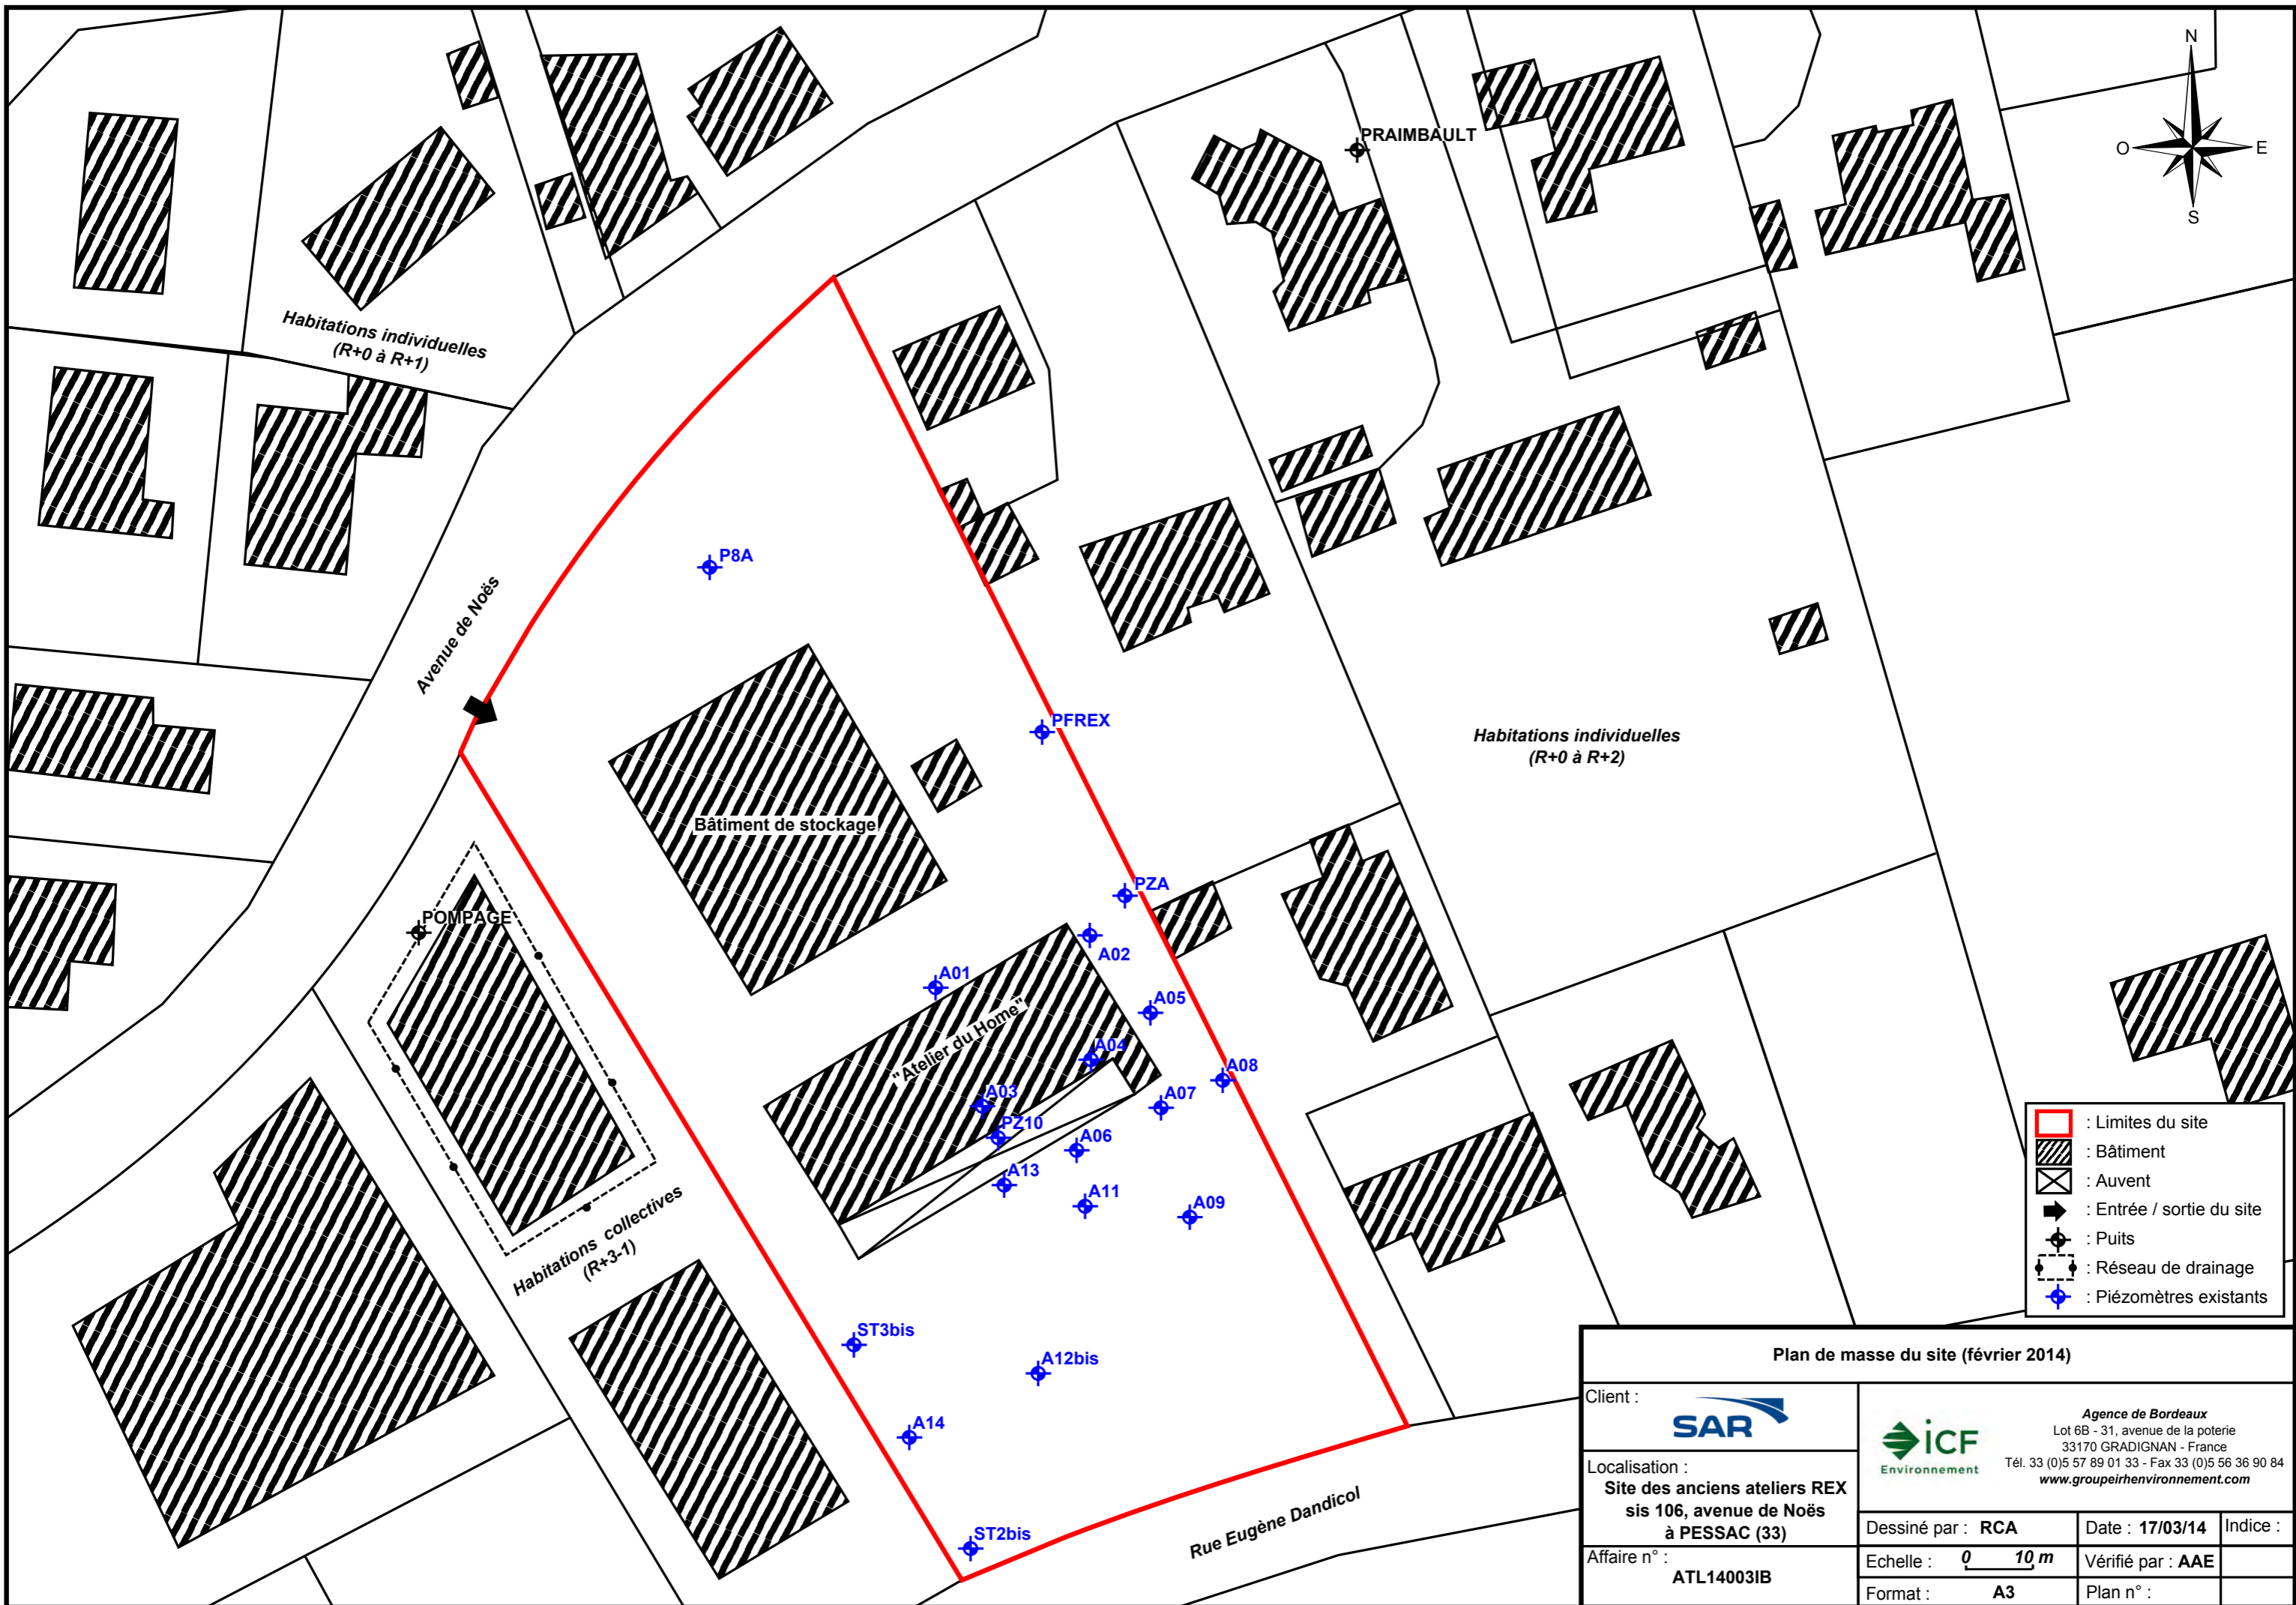 N
O
E
S
PRAIMBAULT
Habitations individuelles
(R+0 à R+1)
Avenue de Noës
P8A
PFREX
Habitations individuelles
(R+0 à R+2)
Bâtiment de stockage
PZA
POMPAGE
A02
A01
A05
"Atelier du Home"
A04
A08
A03
A07
PZ10
A06
A13
A11
A09
Habitations collectives
(R+3-1)
ST3bis
A12bis
A14
ST2bis
Rue Eugène Dandicol
: Limites du site
: Bâtiment
: Auvent
: Entrée / sortie du site
: Puits
: Réseau de drainage
: Piézomètres existants
Plan de masse du site (février 2014)
Client :
SAR
iCF
Environnement
Agence de Bordeaux
Lot 6B - 31, avenue de la poterie
33170 GRADIGNAN - France
Tél. 33 (0)5 57 89 01 33 - Fax 33 (0)5 56 36 90 84
www.groupeirhenvironnement.com
Localisation :
Site des anciens ateliers REX
sis 106, avenue de Noës
à PESSAC (33)
Affaire n° :
ATL14003IB
Dessiné par : RCA
Date : 17/03/14
Indice :
Echelle : 0 10 m
Vérifié par : AAE
Format : A3
Plan n° :